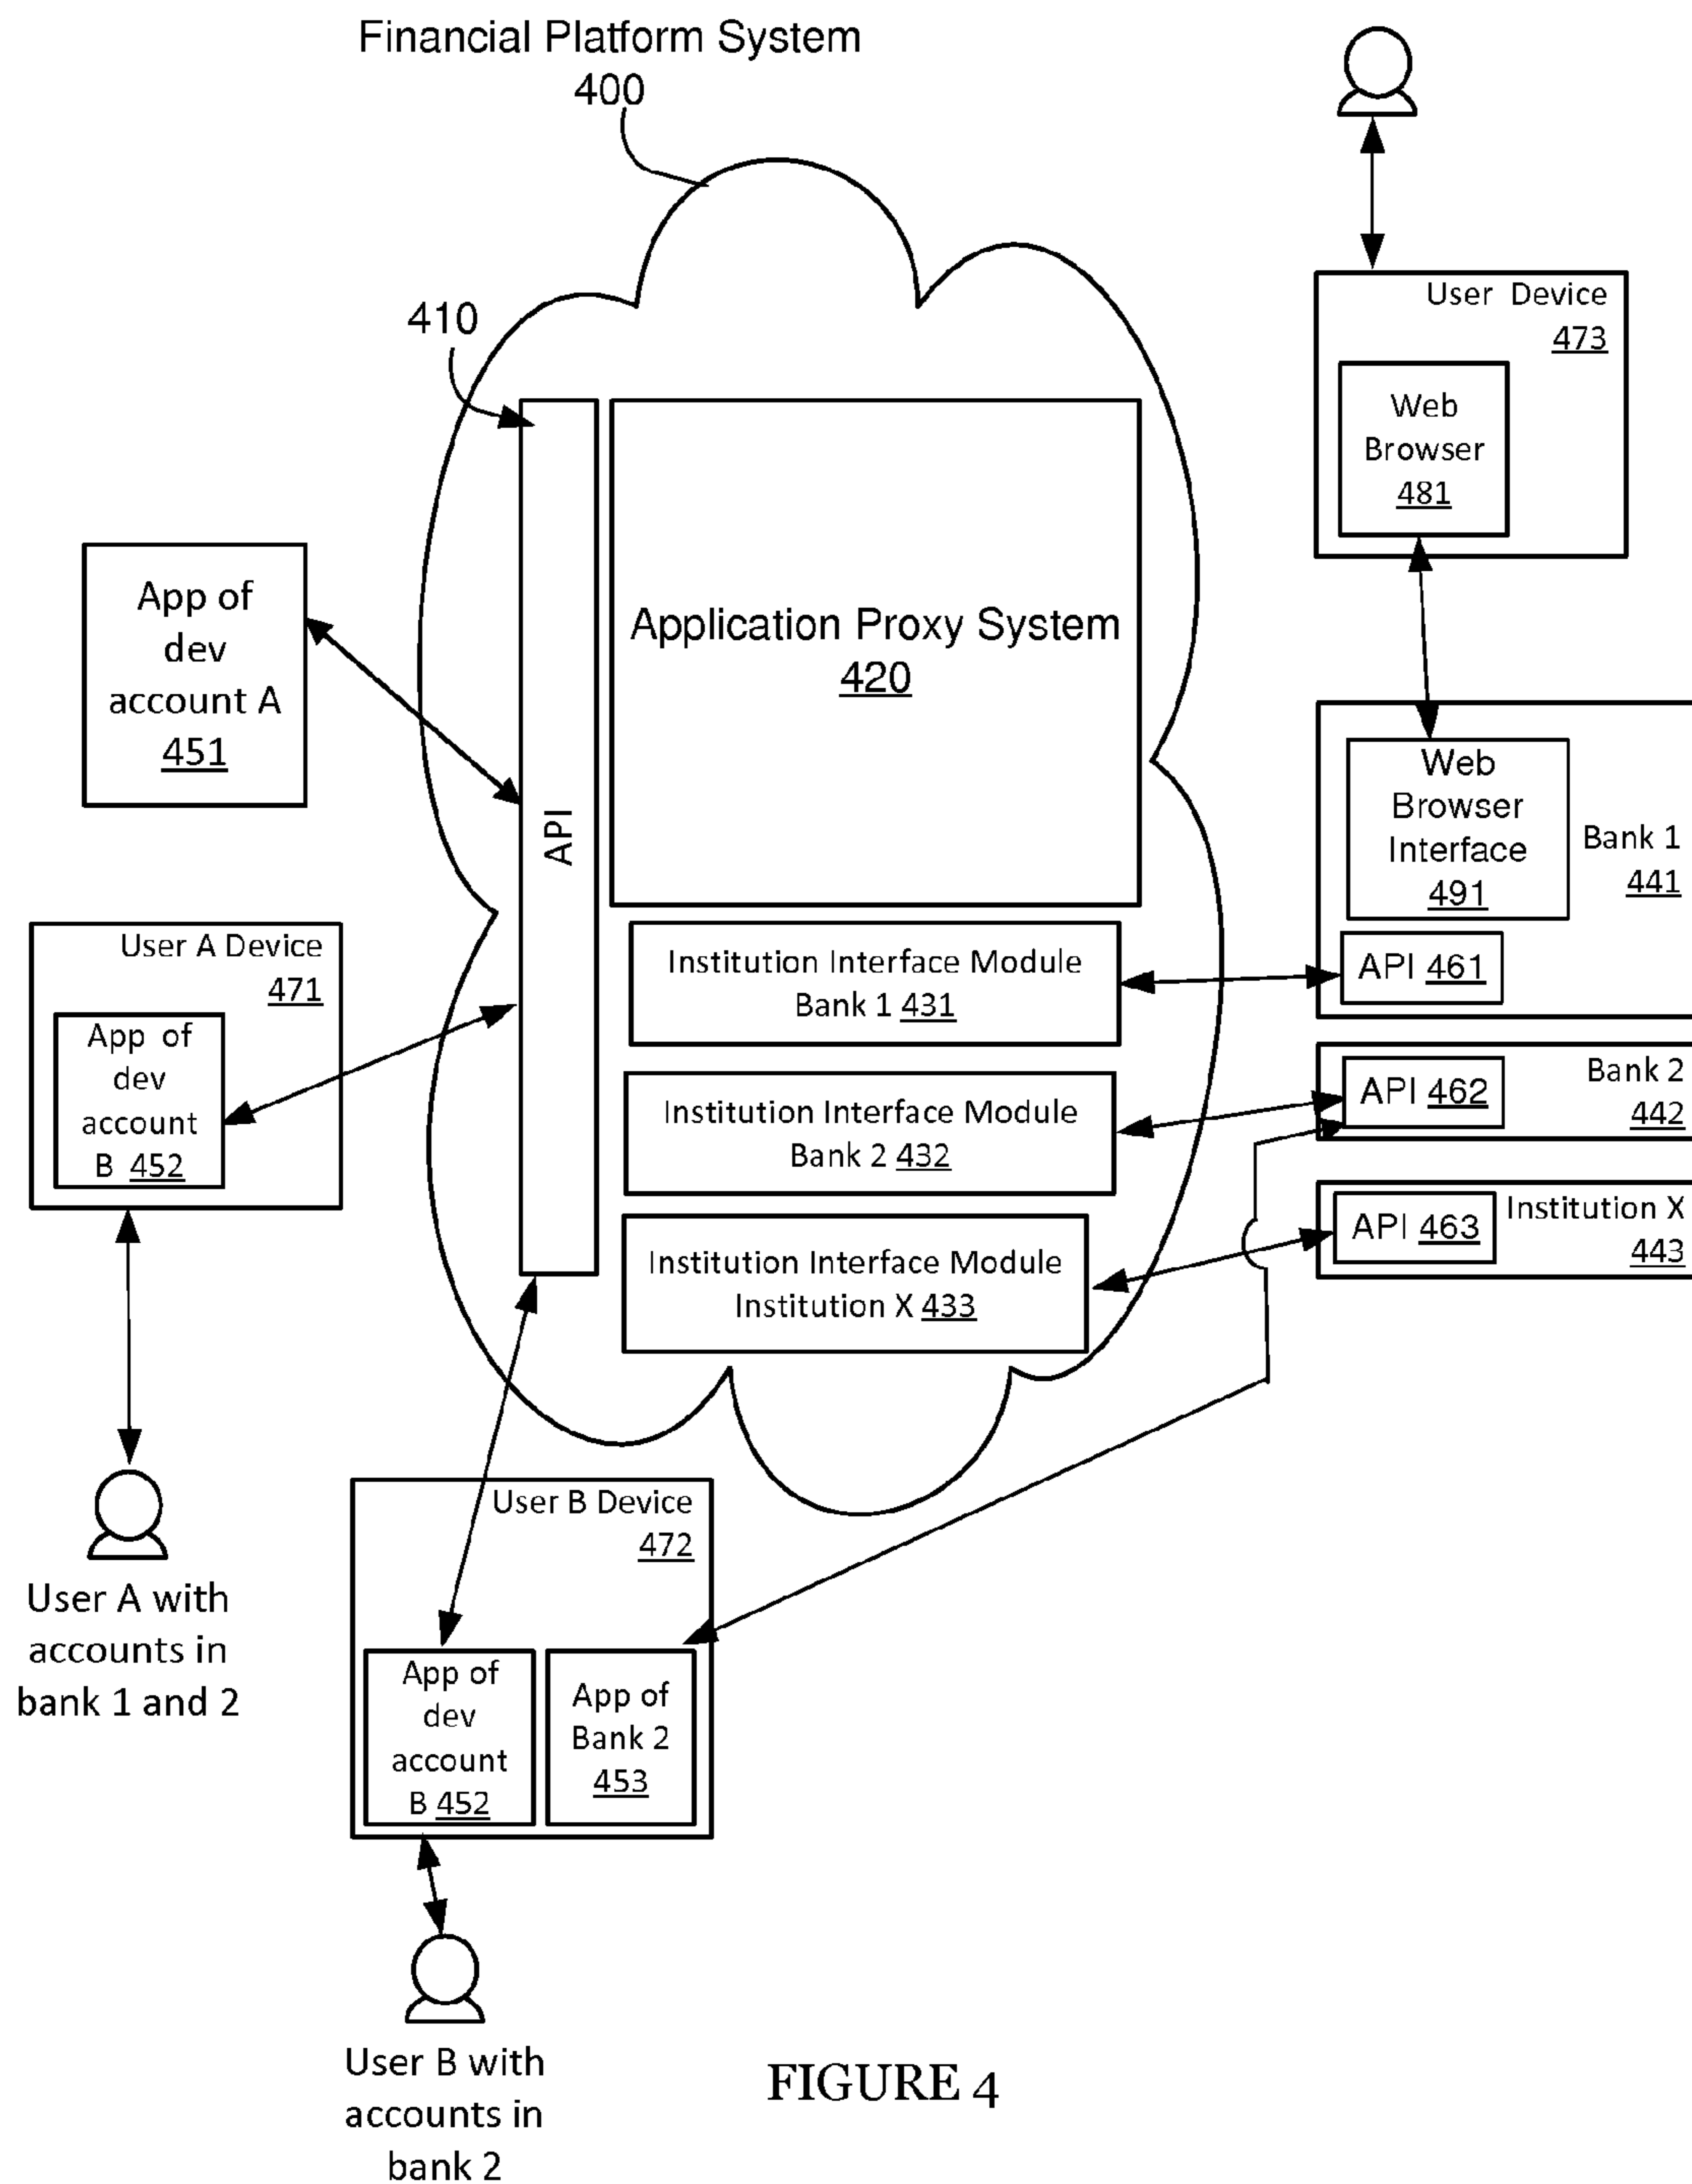 Financial Platform System
400
410
API
Application Proxy System
420
Institution Interface Module
Bank 1 431
Institution Interface Module
Bank 2 432
Institution Interface Module
Institution X 433
App of
dev
account A
451
User A Device
471
App of
dev
account
B 452
User A with
accounts in
bank 1 and 2
User B Device
472
App of
dev
account
B 452
App of
Bank 2
453
User B with
accounts in
bank 2
User Device
473
Web
Browser
481
Web
Browser
Interface
491
Bank 1
441
API 461
API 462
Bank 2
442
API 463
Institution X
443
FIGURE 4